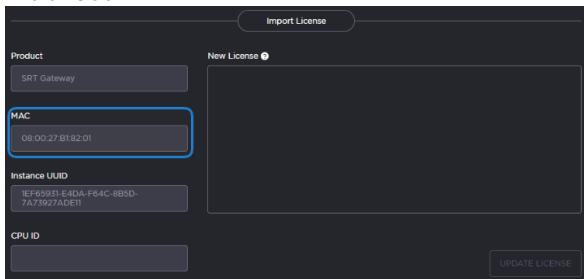 Import License
Product
New License ?
SRT Gateway
MAC
08:00:27:B1:82:01
Instance UUID
1EF65931-E4DA-F64C-8B5D-
7A73927ADE11
CPU ID
UPDATE LICENSE